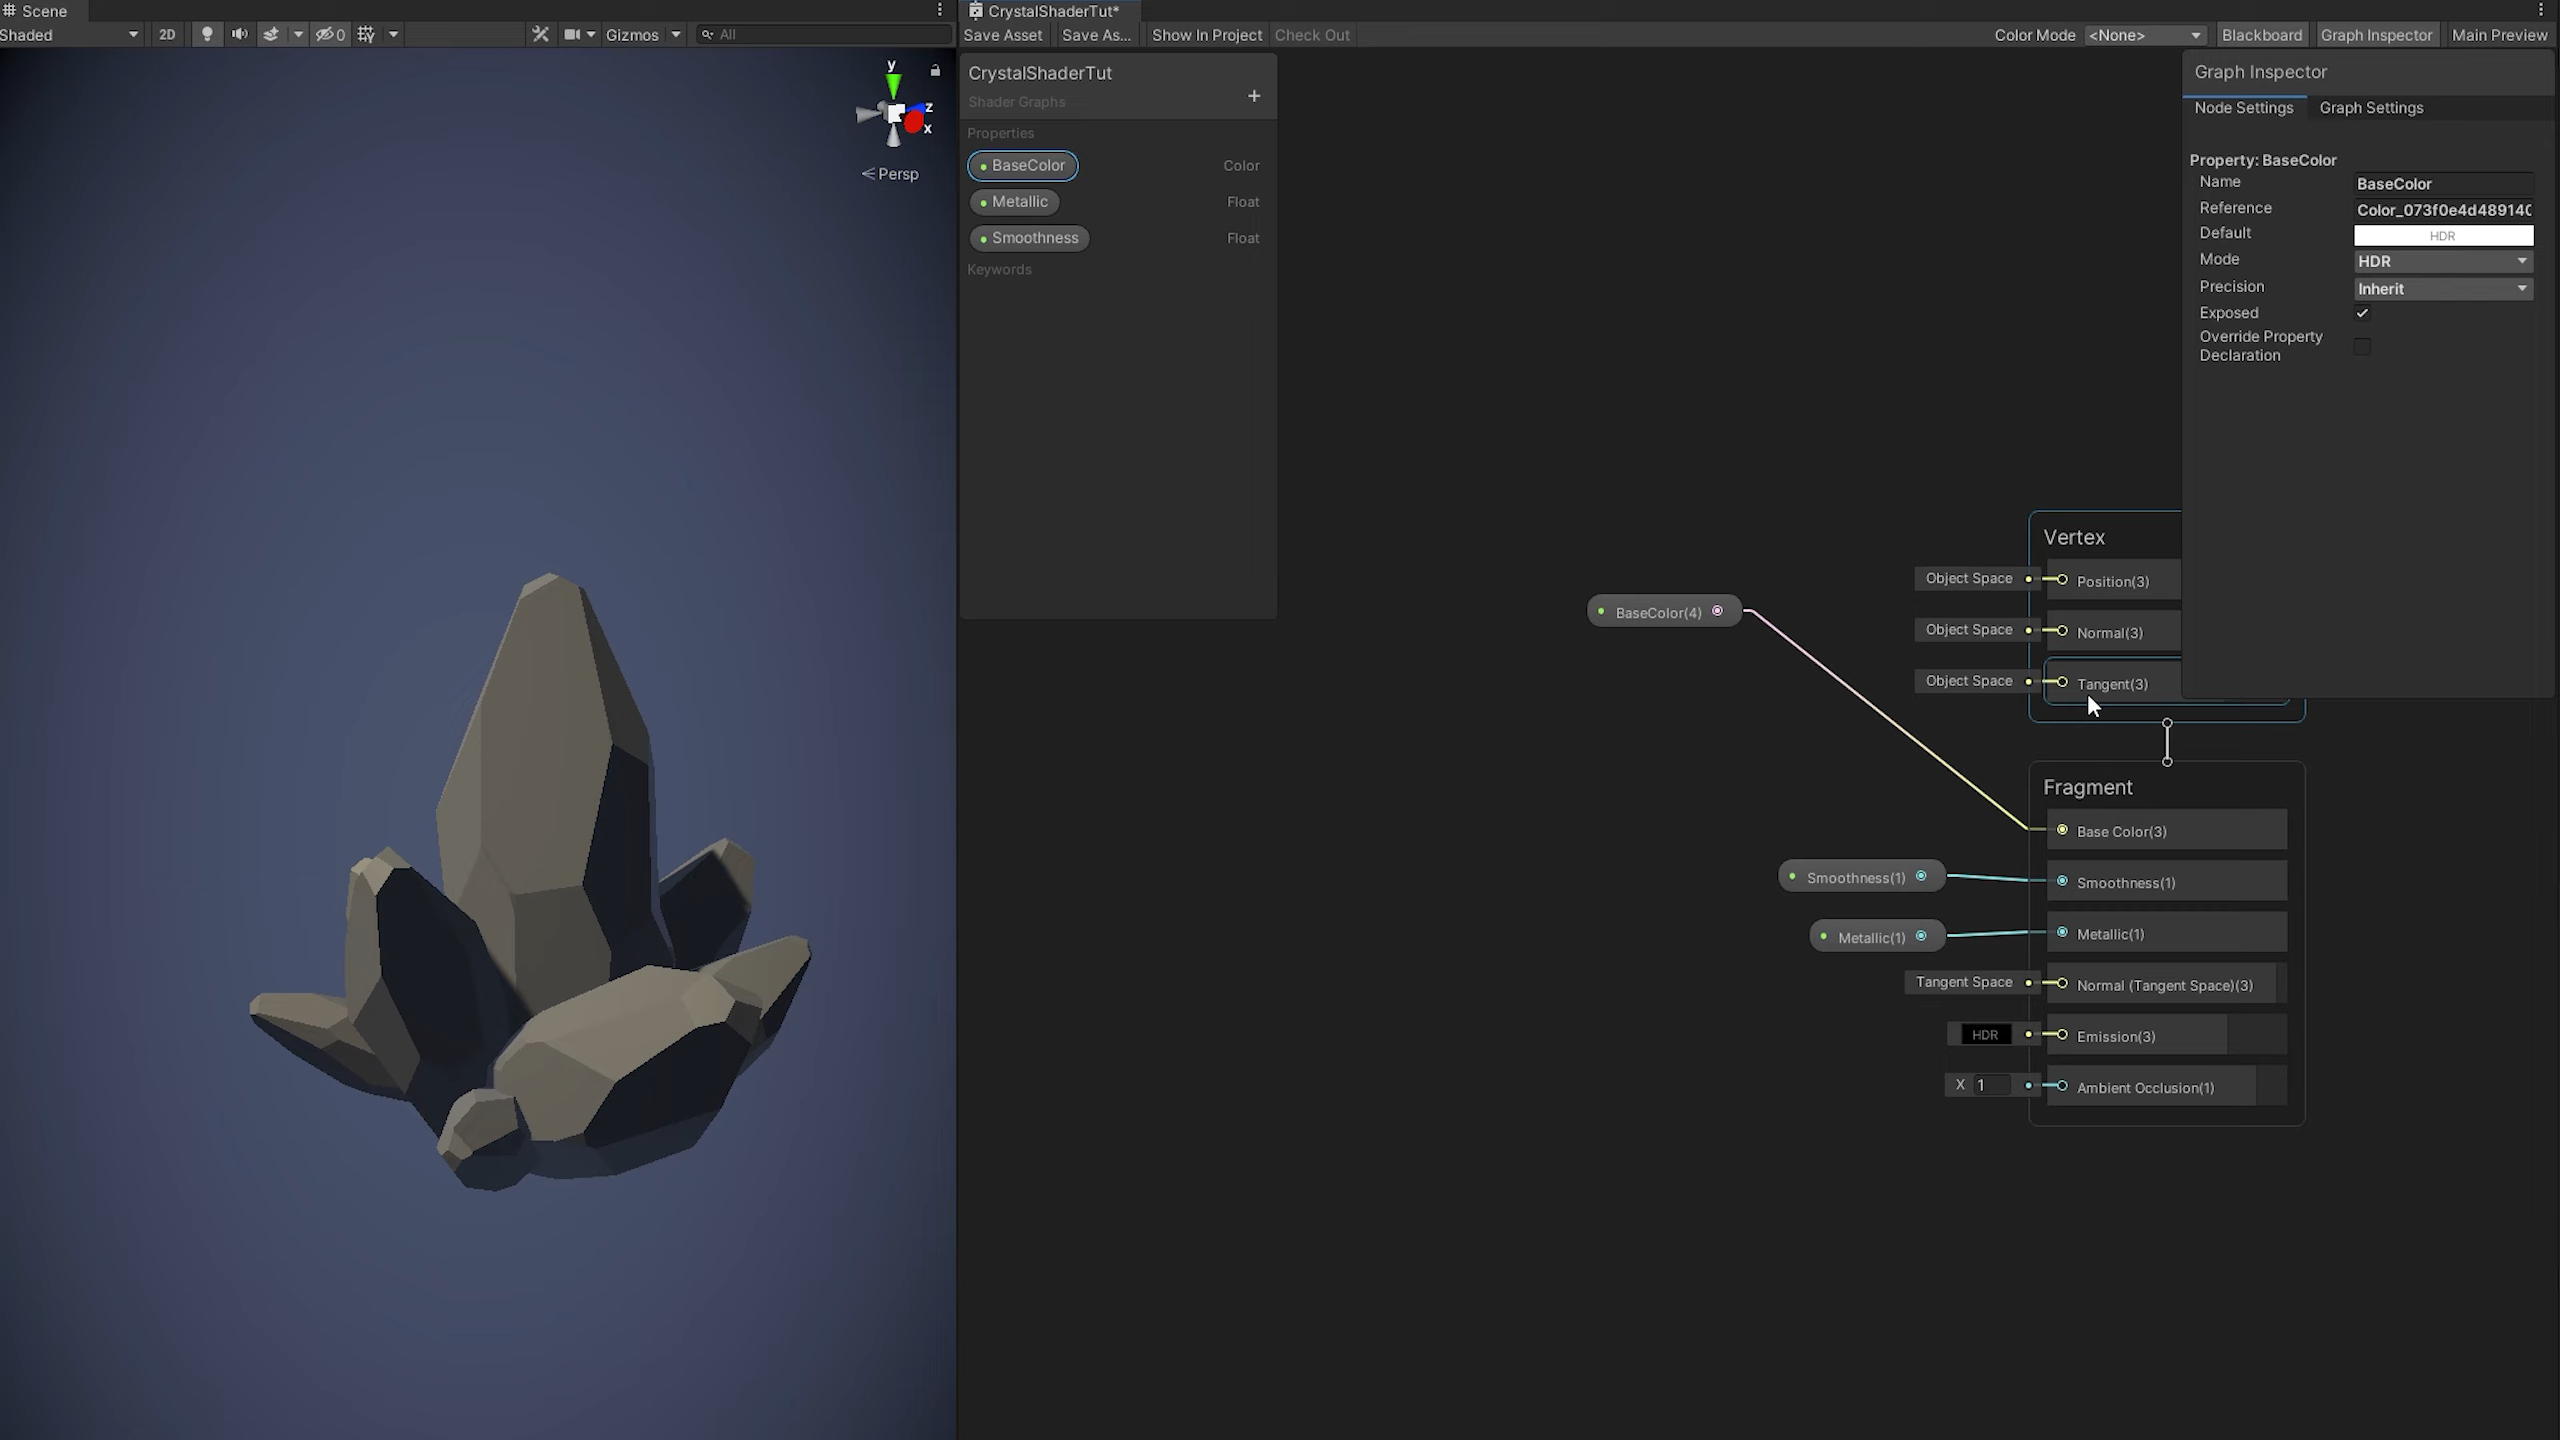 Scene
Shaded
2D
0
Gizmos
All
y
z
x
< Persp
CrystalShaderTut*
Save Asset
Save As...
Show In Project
Check Out
Color Mode
<None>
Blackboard
Graph Inspector
Main Preview
CrystalShaderTut
Shader Graphs
+
Properties
BaseColor Color
Metallic Float
Smoothness Float
Keywords
Graph Inspector
Node Settings Graph Settings
Property: BaseColor
Name BaseColor
Reference Color_073f0e4d48914(
Default HDR
Mode HDR
Precision Inherit
Exposed
Override Property
Declaration
Vertex
Object Space Position(3)
Object Space Normal(3)
Object Space Tangent(3)
BaseColor(4)
Fragment
Base Color(3)
Smoothness(1) Smoothness(1)
Metallic(1) Metallic(1)
Tangent Space Normal (Tangent Space)(3)
HDR Emission(3)
X 1 Ambient Occlusion(1)